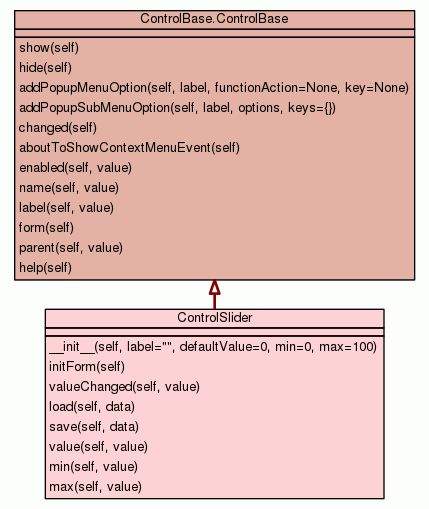 ControlBase.ControlBase
show(self)
hide(self)
addPopupMenuOption(self, label, functionAction=None, key=None)
addPopupSubMenuOption(self, label, options, keys={})
changed(self)
aboutToShowContextMenuEvent(self)
enabled(self, value)
name(self, value)
label(self, value)
form(self)
parent(self, value)
help(self)
ControlSlider
__init__(self, label="", defaultValue=0, min=0, max=100)
initForm(self)
valueChanged(self, value)
load(self, data)
save(self, data)
value(self, value)
min(self, value)
max(self, value)